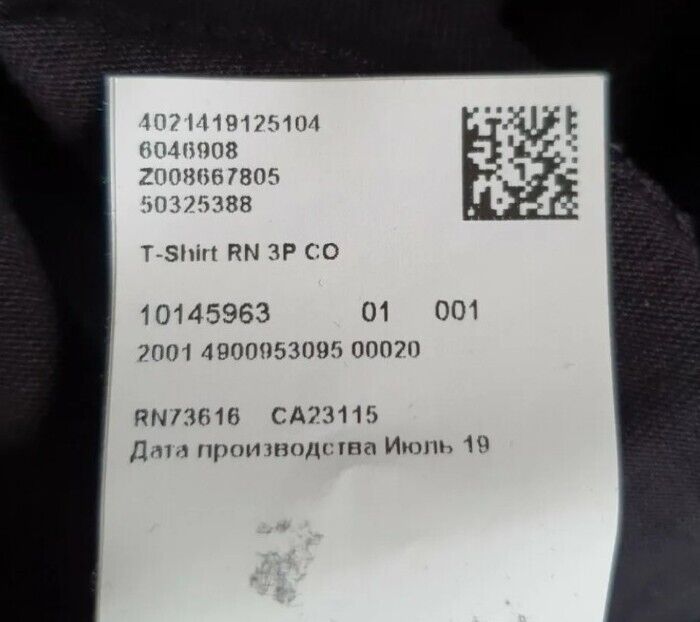 4021419125104
6046908
Z008667805
50325388
T-Shirt RN 3P CO
10145963 01 001
2001 4900953095 00020
RN73616 CA23115
Дата производства Июль 19